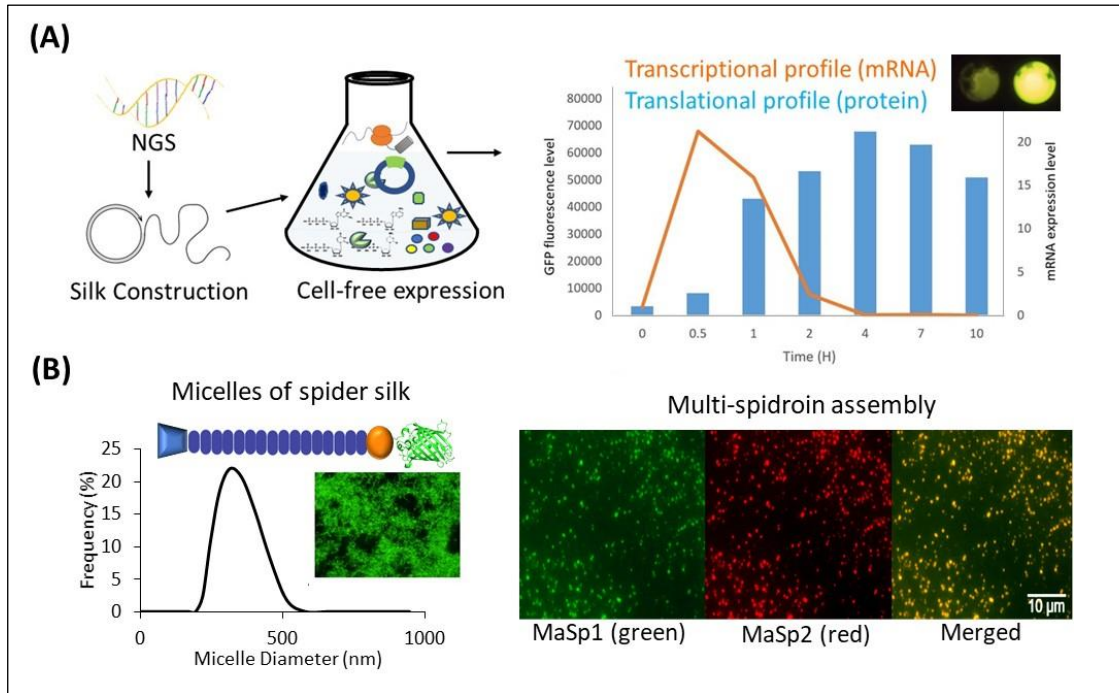 (A)
NGS
Silk Construction
Cell-free expression
Transcriptional profile (mRNA)
Translational profile (protein)
80000
70000
60000
50000
40000
30000
20000
10000
0
GFP fluorescence level
20
15
10
5
0
mRNA expression level
0 0.5 1 2 4 7 10
Time (H)
(B)
Micelles of spider silk
25
20
15
10
5
0
Frequency (%)
0 500 1000
Micelle Diameter (nm)
Multi-spidroin assembly
10 μm
MaSp1 (green) MaSp2 (red) Merged